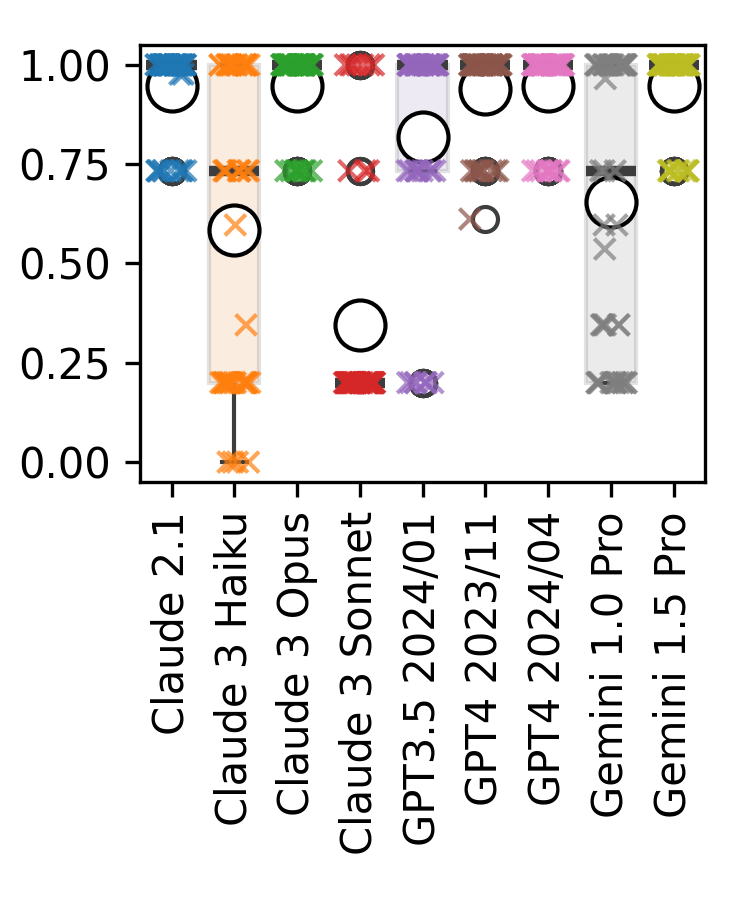 1.00
0.75
0.50
0.25
0.00
Claude 2.1
Claude 3 Haiku
Claude 3 Opus
Claude 3 Sonnet
GPT3.5 2024/01
GPT4 2023/11
GPT4 2024/04
Gemini 1.0 Pro
Gemini 1.5 Pro